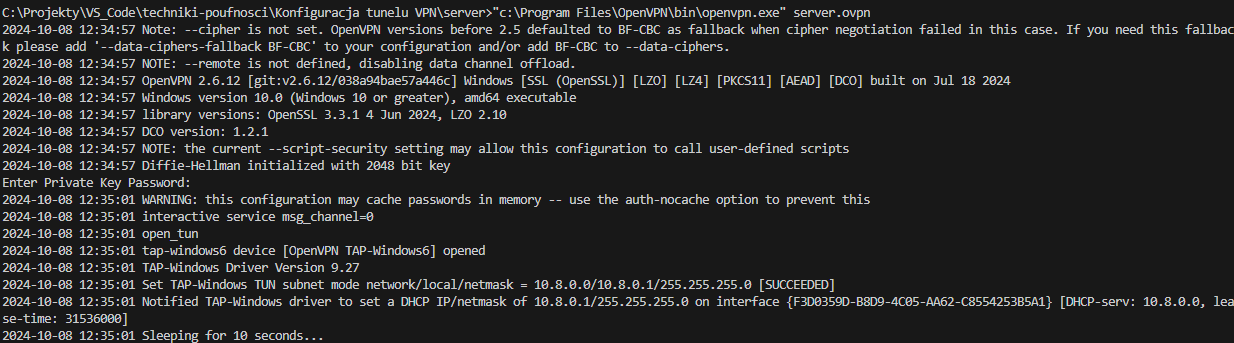 C:\Projekty\VS_Code\techniki-poufnosci\Konfiguracja tunelu VPN\server>"c:\Program Files\OpenVPN\bin\openvpn.exe" server.ovpn
2024-10-08 12:34:57 Note: --cipher is not set. OpenVPN versions before 2.5 defaulted to BF-CBC as fallback when cipher negotiation failed in this case. If you need this fallbac
k please add '--data-ciphers-fallback BF-CBC' to your configuration and/or add BF-CBC to --data-ciphers.
2024-10-08 12:34:57 NOTE: --remote is not defined, disabling data channel offload.
2024-10-08 12:34:57 OpenVPN 2.6.12 [git:v2.6.12/038a94bae57a446c] Windows [SSL (OpenSSL)] [LZO] [LZ4] [PKCS11] [AEAD] [DCO] built on Jul 18 2024
2024-10-08 12:34:57 Windows version 10.0 (Windows 10 or greater), amd64 executable
2024-10-08 12:34:57 library versions: OpenSSL 3.3.1 4 Jun 2024, LZO 2.10
2024-10-08 12:34:57 DCO version: 1.2.1
2024-10-08 12:34:57 NOTE: the current --script-security setting may allow this configuration to call user-defined scripts
2024-10-08 12:34:57 Diffie-Hellman initialized with 2048 bit key
Enter Private Key Password:
2024-10-08 12:35:01 WARNING: this configuration may cache passwords in memory -- use the auth-nocache option to prevent this
2024-10-08 12:35:01 interactive service msg_channel=0
2024-10-08 12:35:01 open_tun
2024-10-08 12:35:01 tap-windows6 device [OpenVPN TAP-Windows6] opened
2024-10-08 12:35:01 TAP-Windows Driver Version 9.27
2024-10-08 12:35:01 Set TAP-Windows TUN subnet mode network/local/netmask = 10.8.0.0/10.8.0.1/255.255.255.0 [SUCCEEDED]
2024-10-08 12:35:01 Notified TAP-Windows driver to set a DHCP IP/netmask of 10.8.0.1/255.255.255.0 on interface {F3D0359D-B8D9-4C05-AA62-C8554253B5A1} [DHCP-serv: 10.8.0.0, lea
se-time: 31536000]
2024-10-08 12:35:01 Sleeping for 10 seconds...